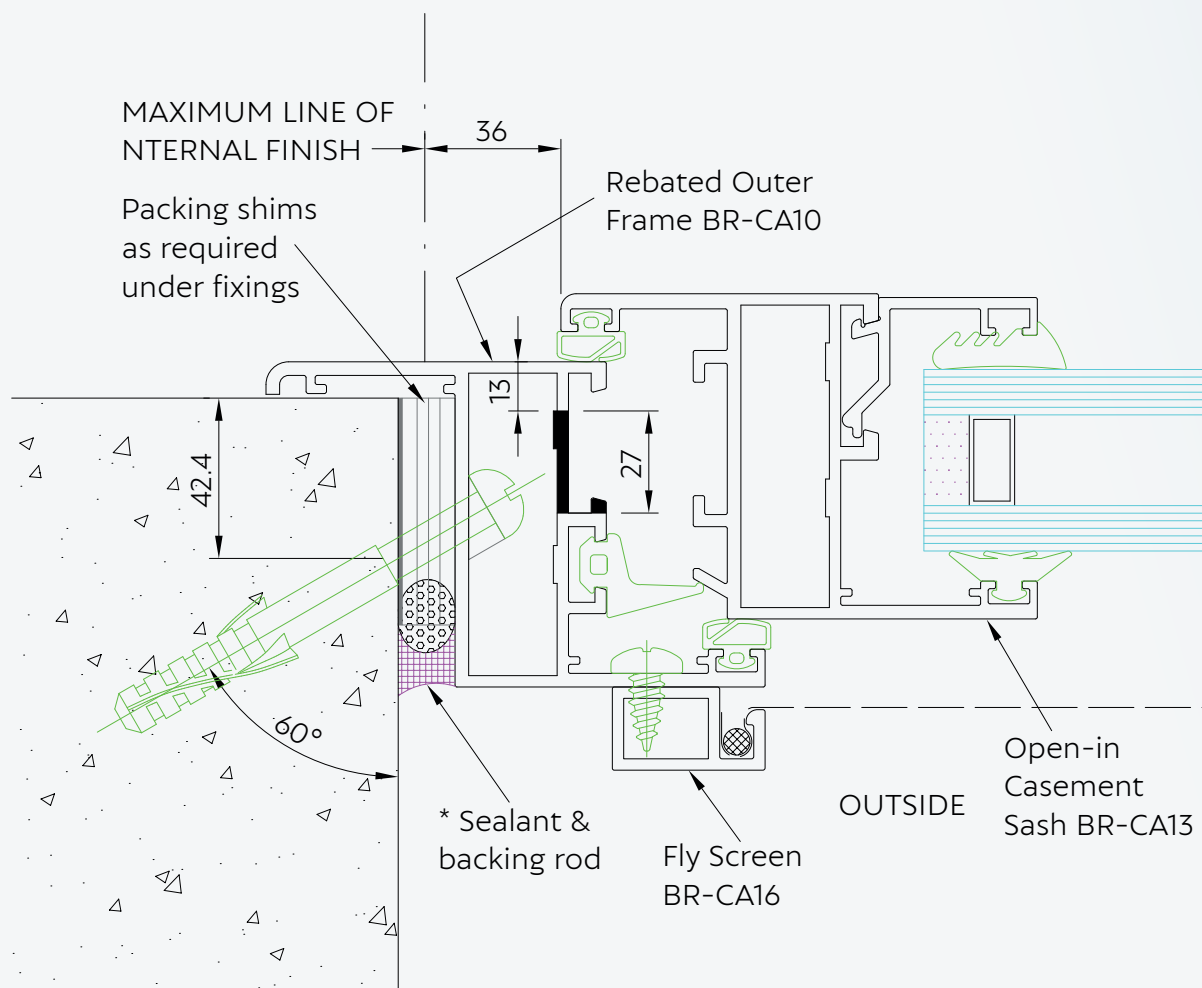 MAXIMUM LINE OF
NTERNAL FINISH
36
Packing shims
as required
under fixings
Rebated Outer
Frame BR-CA10
13
27
42.4
60°
* Sealant &
backing rod
Fly Screen
BR-CA16
OUTSIDE
Open-in
Casement
Sash BR-CA13